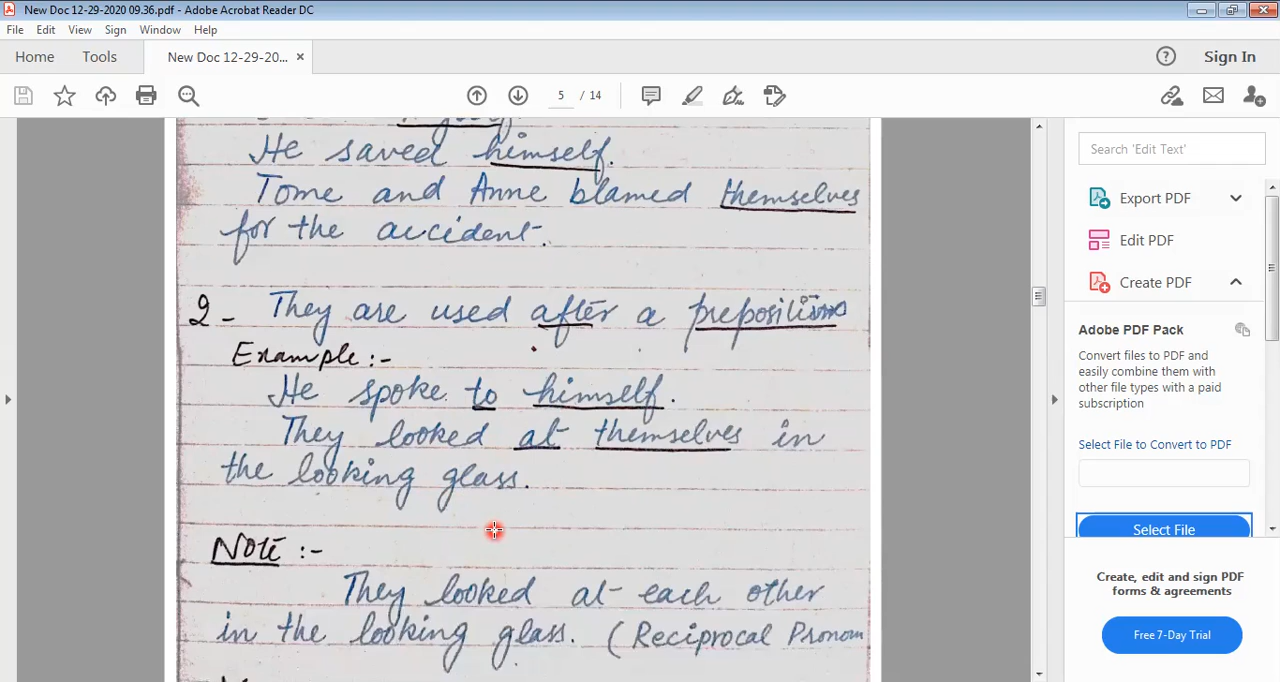 New Doc 12-29-2020 09.36.pdf - Adobe Acrobat Reader DC
File Edit View Sign Window Help
Home Tools New Doc 12-29-20... × Sign In
5 / 14
He saved himself.
Tome and Anne blamed themselves
for the accident.
2- They are used after a preposition
Example:-
He spoke to himself.
They looked at themselves in
the looking glass.
Note :-
They looked at each other
in the looking glass. (Reciprocal Pronoun
Search 'Edit Text'
Export PDF
Edit PDF
Create PDF
Adobe PDF Pack
Convert files to PDF and
easily combine them with
other file types with a paid
subscription
Select File to Convert to PDF
Select File
Create, edit and sign PDF
forms & agreements
Free 7-Day Trial